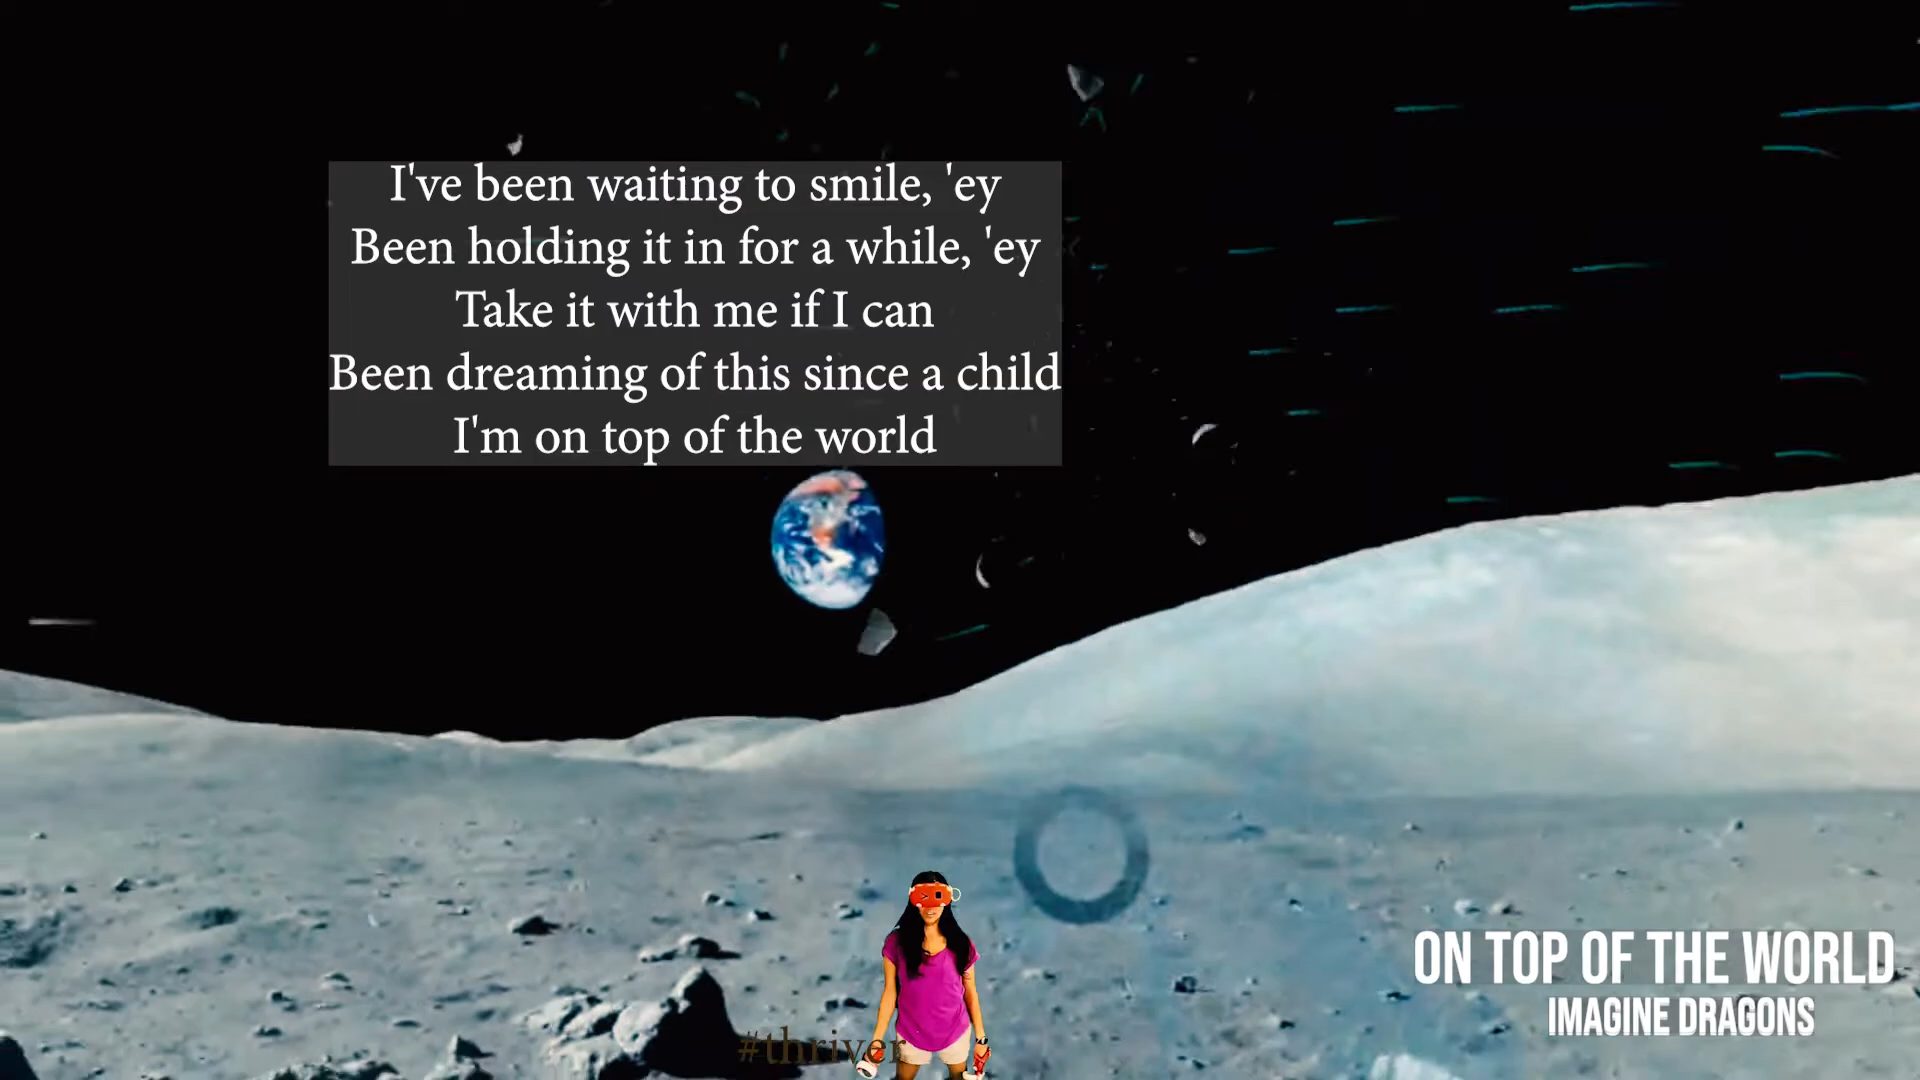 I've been waiting to smile, 'ey
Been holding it in for a while, 'ey
Take it with me if I can
Been dreaming of this since a child
I'm on top of the world
#thriver
ON TOP OF THE WORLD
IMAGINE DRAGONS